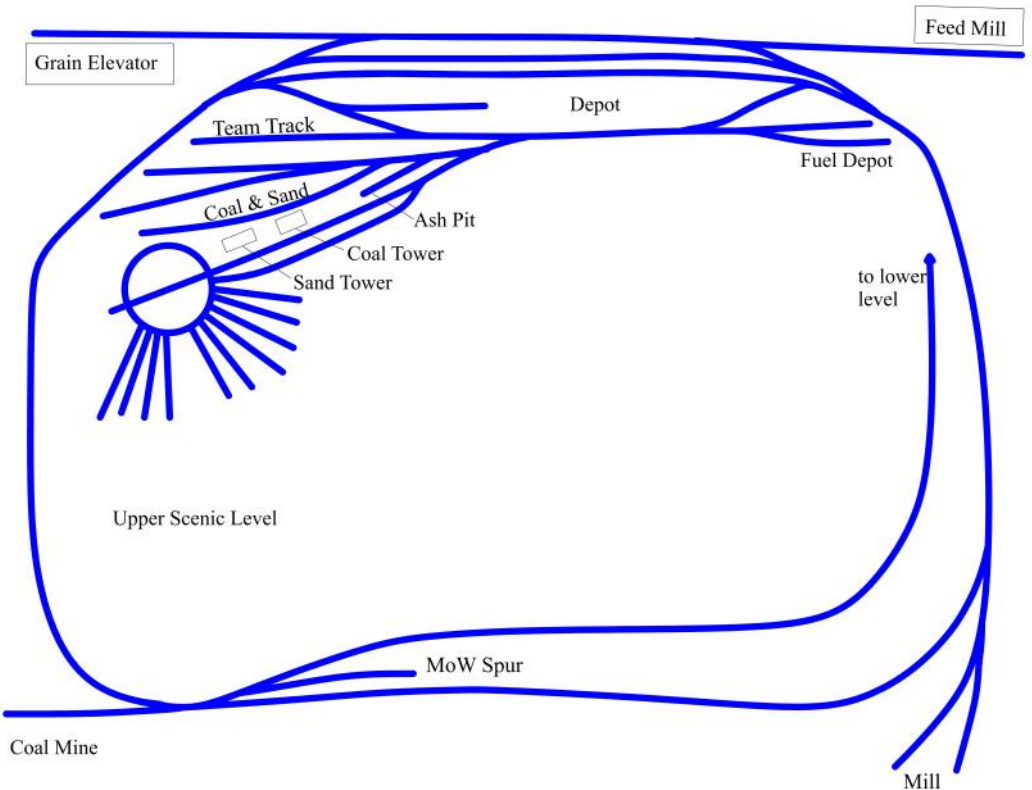 Feed Mill
Grain Elevator
Depot
Team Track
Fuel Depot
Coal & Sand
Ash Pit
Coal Tower
Sand Tower
to lower
level
Upper Scenic Level
MoW Spur
Coal Mine
Mill